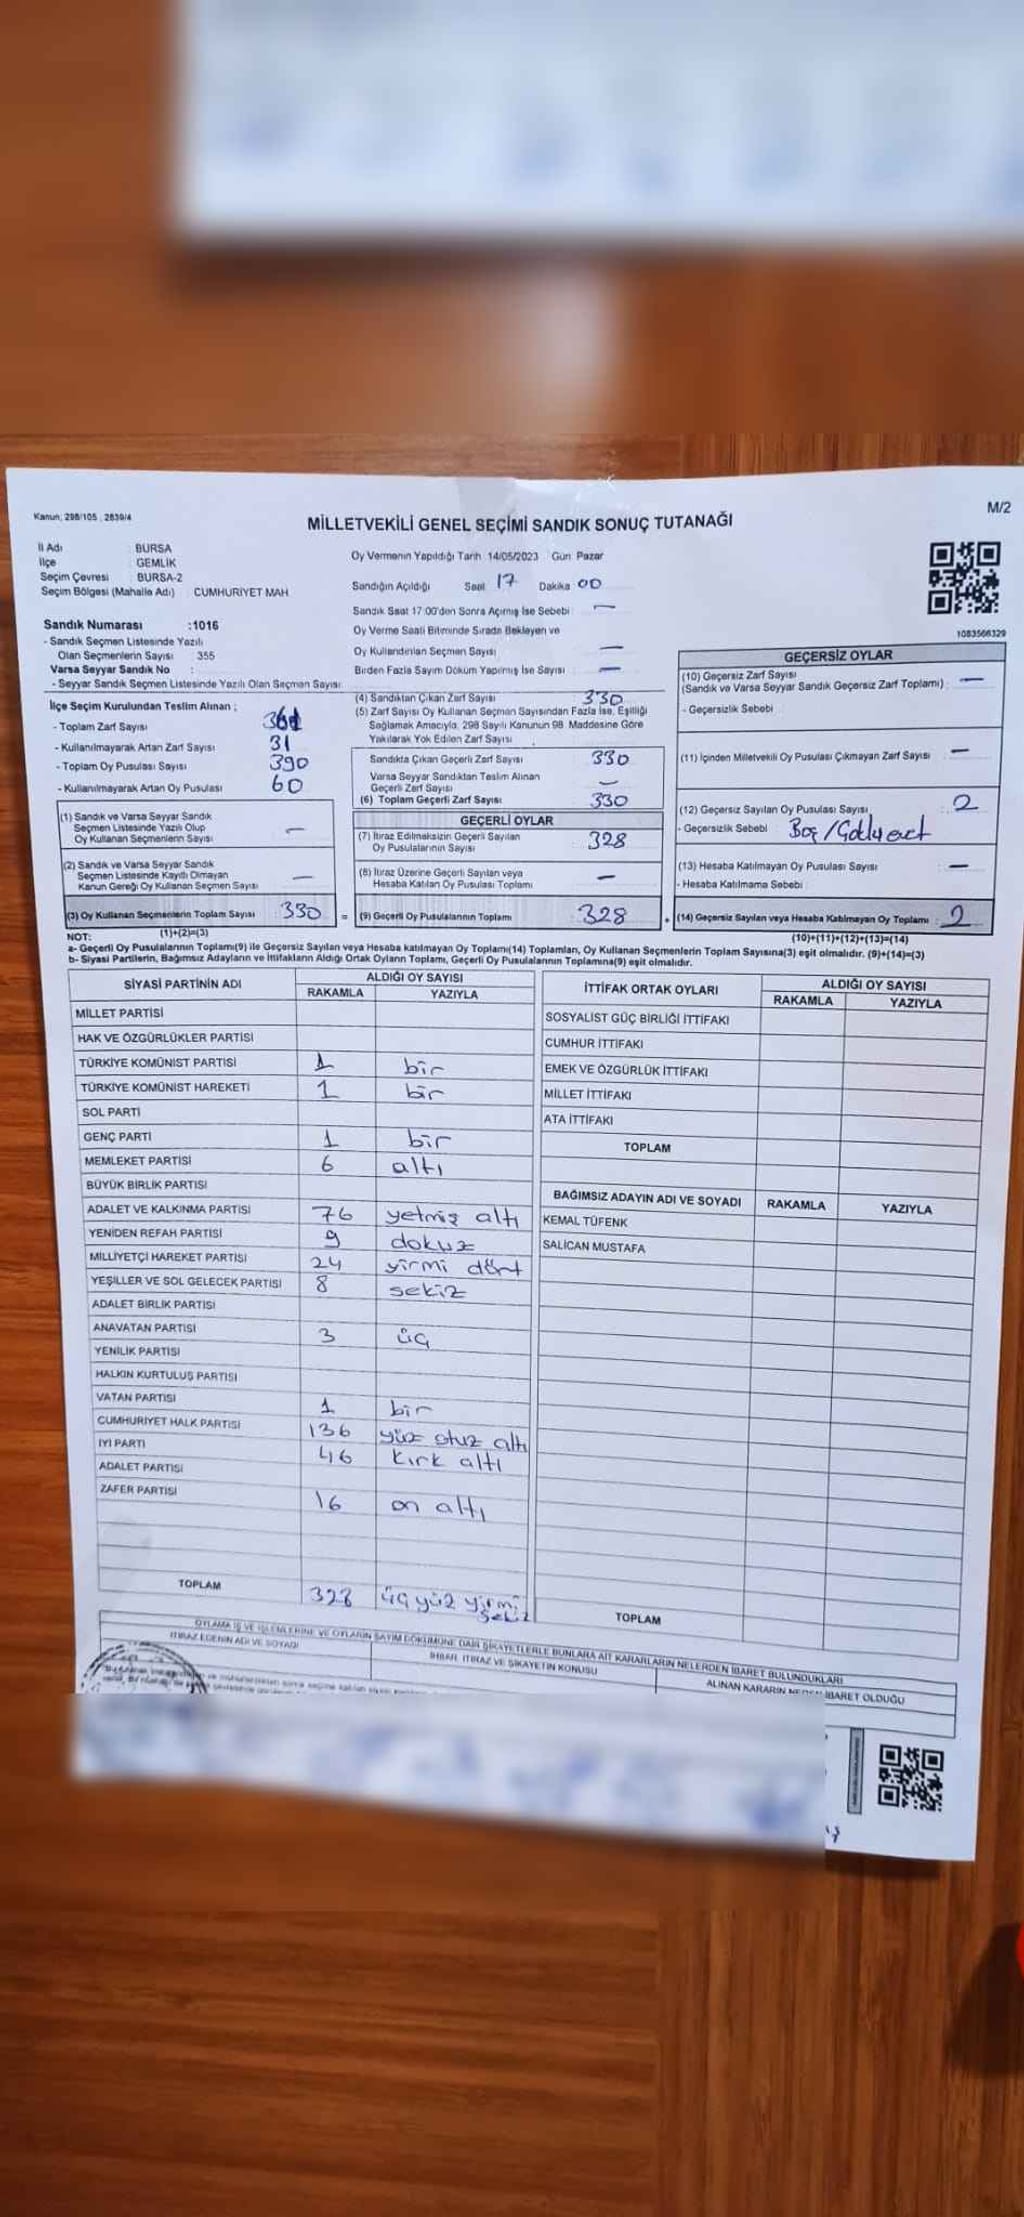 Kanun; 298/105 , 2839/4
M/2
MİLLETVEKİLİ GENEL SEÇİMİ SANDIK SONUÇ TUTANAĞI
İl Adı : BURSA
İlçe : GEMLİK
Seçim Çevresi : BURSA-2
Seçim Bölgesi (Mahalle Adı) : CUMHURİYET MAH
Sandık Numarası :1016
- Sandık Seçmen Listesinde Yazılı
Olan Seçmenlerin Sayısı : 355
Varsa Seyyar Sandık No :
- Seyyar Sandık Seçmen Listesinde Yazılı Olan Seçmen Sayısı:
Oy Vermenin Yapıldığı Tarih 14/05/2023 Gün: Pazar
Sandığın Açıldığı Saat 17 Dakika 00
Sandık Saat 17:00'den Sonra Açımış İse Sebebi : —
Oy Verme Saati Bitiminde Sırada Bekleyen ve
Oy Kullandırılan Seçmen Sayısı : —
Birden Fazla Sayım Döküm Yapılmış İse Sayısı : —
1083566329
İlçe Seçim Kurulundan Teslim Alınan ;
- Toplam Zarf Sayısı : 361
- Kullanılmayarak Artan Zarf Sayısı : 31
- Toplam Oy Pusulası Sayısı : 390
- Kullanılmayarak Artan Oy Pusulası : 60
(4) Sandıktan Çıkan Zarf Sayısı : 330
(5) Zarf Sayısı Oy Kullanan Seçmen Sayısından Fazla İse, Eşitliği
Sağlamak Amacıyla, 298 Sayılı Kanunun 98. Maddesine Göre
Yakılarak Yok Edilen Zarf Sayısı :
Sandıkta Çıkan Geçerli Zarf Sayısı : 330
Varsa Seyyar Sandıktan Teslim Alınan
Geçerli Zarf Sayısı : —
(6) Toplam Geçerli Zarf Sayısı : 330
GEÇERSİZ OYLAR
(10) Geçersiz Zarf Sayısı
(Sandık ve Varsa Seyyar Sandık Geçersiz Zarf Toplamı) : —
- Geçersizlik Sebebi :
(11) İçinden Milletvekili Oy Pusulası Çıkmayan Zarf Sayısı : —
(12) Geçersiz Sayılan Oy Pusulası Sayısı : 2
- Geçersizlik Sebebi : Boş/
(13) Hesaba Katılmayan Oy Pusulası Sayısı : —
- Hesaba Katılmama Sebebi :
(14) Geçersiz Sayılan veya Hesaba Katılmayan Oy Toplamı : 2
(10)+(11)+(12)+(13)=(14)
(1) Sandık ve Varsa Seyyar Sandık
Seçmen Listesinde Yazılı Olup
Oy Kullanan Seçmenlerin Sayısı : —
(2) Sandık ve Varsa Seyyar Sandık
Seçmen Listesinde Kayıtlı Olmayan
Kanun Gereği Oy Kullanan Seçmen Sayısı : —
(3) Oy Kullanan Seçmenlerin Toplam Sayısı : 330
(1)+(2)=(3)
GEÇERLİ OYLAR
(7) İtiraz Edilmeksizin Geçerli Sayılan
Oy Pusulalarının Sayısı : 328
(8) İtiraz Üzerine Geçerli Sayılan veya
Hesaba Katılan Oy Pusulası Toplamı : —
= (9) Geçerli Oy Pusulalarının Toplamı : 328 +
NOT:
a- Geçerli Oy Pusulalarının Toplamı(9) ile Geçersiz Sayılan veya Hesaba katılmayan Oy Toplamı(14) Toplamları, Oy Kullanan Seçmenlerin Toplam Sayısına(3) eşit olmalıdır. (9)+(14)=(3)
b- Siyasi Partilerin, Bağımsız Adayların ve İttifakların Aldığı Ortak Oyların Toplamı, Geçerli Oy Pusulalarının Toplamına(9) eşit olmalıdır.
SİYASİ PARTİNİN ADI ALDIĞI OY SAYISI
RAKAMLA YAZIYLA
MİLLET PARTİSİ
HAK VE ÖZGÜRLÜKLER PARTİSİ
TÜRKİYE KOMÜNİST PARTİSİ 1 bir
TÜRKİYE KOMÜNİST HAREKETİ 1 bir
SOL PARTİ
GENÇ PARTİ 1 bir
MEMLEKET PARTİSİ 6 altı
BÜYÜK BİRLİK PARTİSİ
ADALET VE KALKINMA PARTİSİ 76 yetmiş altı
YENİDEN REFAH PARTİSİ 9 dokuz
MİLLİYETÇİ HAREKET PARTİSİ 24 yirmi dört
YEŞİLLER VE SOL GELECEK PARTİSİ 8 sekiz
ADALET BİRLİK PARTİSİ
ANAVATAN PARTİSİ 3 üç
YENİLİK PARTİSİ
HALKIN KURTULUŞ PARTİSİ
VATAN PARTİSİ 1 bir
CUMHURİYET HALK PARTİSİ 136 yüz otuz altı
İYİ PARTİ 46 kırk altı
ADALET PARTİSİ
ZAFER PARTİSİ 16 on altı
TOPLAM 328 üç yüz yirmi sekiz
İTTİFAK ORTAK OYLARI ALDIĞI OY SAYISI
RAKAMLA YAZIYLA
SOSYALİST GÜÇ BİRLİĞİ İTTİFAKI
CUMHUR İTTİFAKI
EMEK VE ÖZGÜRLÜK İTTİFAKI
MİLLET İTTİFAKI
ATA İTTİFAKI
TOPLAM
BAĞIMSIZ ADAYIN ADI VE SOYADI RAKAMLA YAZIYLA
KEMAL TÜFENK
SALİCAN MUSTAFA
TOPLAM
OYLAMA İŞ VE İŞLEMLERİNE VE OYLARIN SAYIM DÖKÜMÜNE DAİR ŞİKAYETLERLE BUNLARA AİT KARARLARIN NELERDEN İBARET BULUNDUKLARI
İTİRAZ EDENİN ADI VE SOYADI
İHBAR, İTİRAZ VE ŞİKAYETİN KONUSU
ALINAN KARARIN NEDEN İBARET OLDUĞU